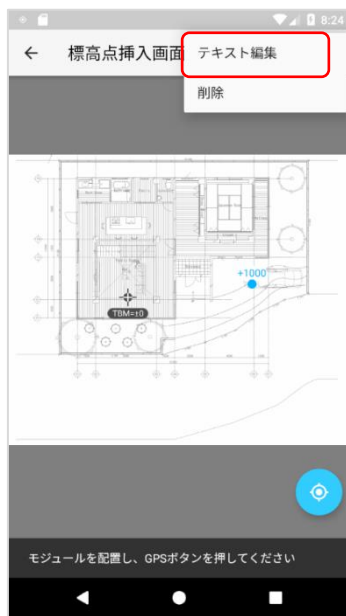 8:24
標高点挿入画面
テキスト編集
削除
+1000
TBM=±0
モジュールを配置し、GPSボタンを押してください